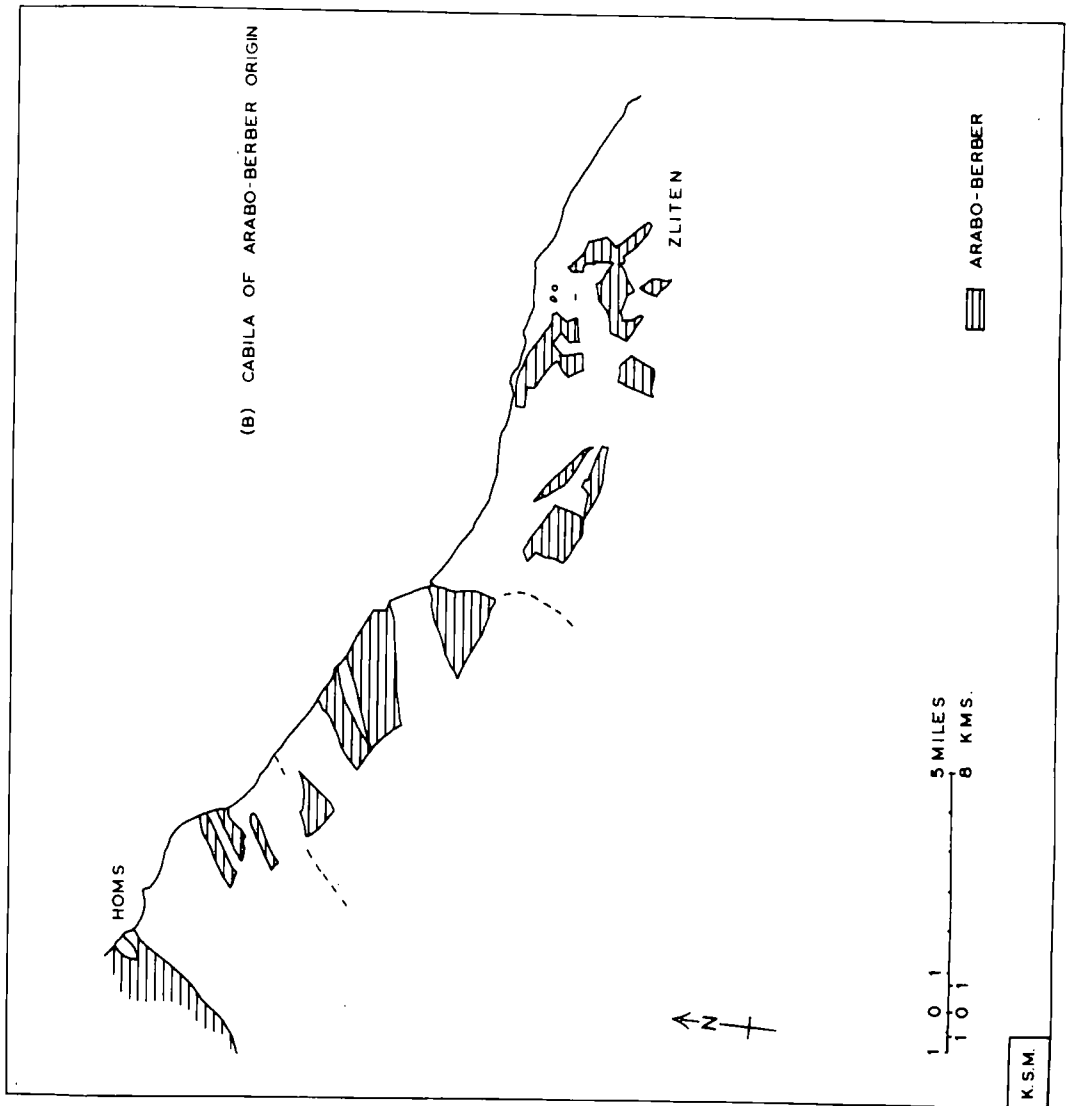 (B) CABILA OF ARABO-BERBER ORIGIN
HOMS
ZLITEN
ARABO-BERBER
N
1 0 1 5 MILES
1 0 1 8 KMS.
K.S.M.